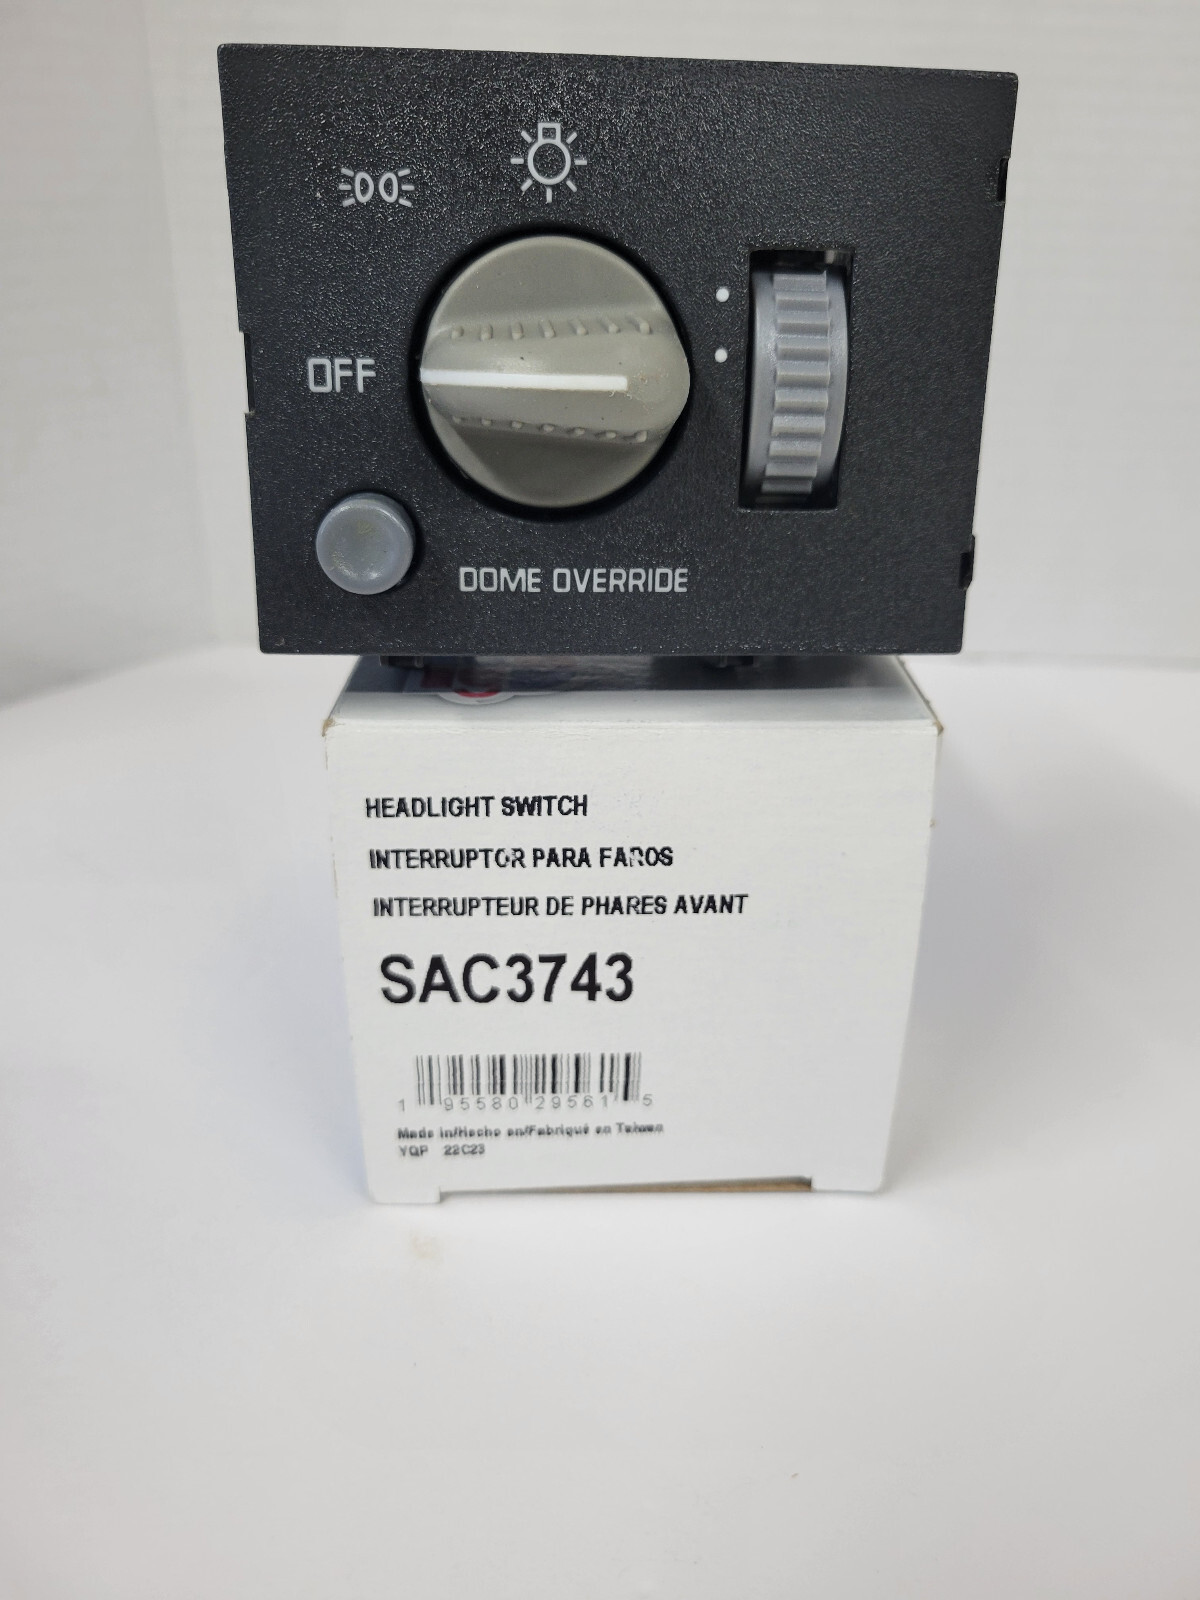 OFF
DOME OVERRIDE
HEADLIGHT SWITCH
INTERRUPTOR PARA FAROS
INTERRUPTEUR DE PHARES AVANT
SAC3743
1 95580 29561 5
Made in/Hecho en/Fabriqué en Taiwan
YQP 22C23